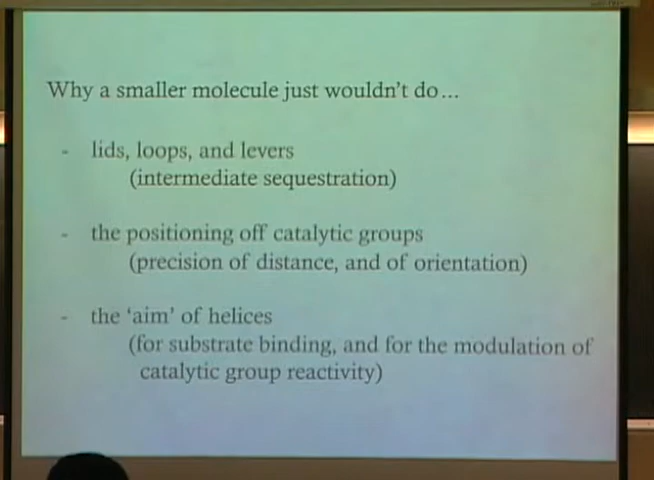 Why a smaller molecule just wouldn't do...
- lids, loops, and levers
(intermediate sequestration)
- the positioning off catalytic groups
(precision of distance, and of orientation)
- the 'aim' of helices
(for substrate binding, and for the modulation of
catalytic group reactivity)